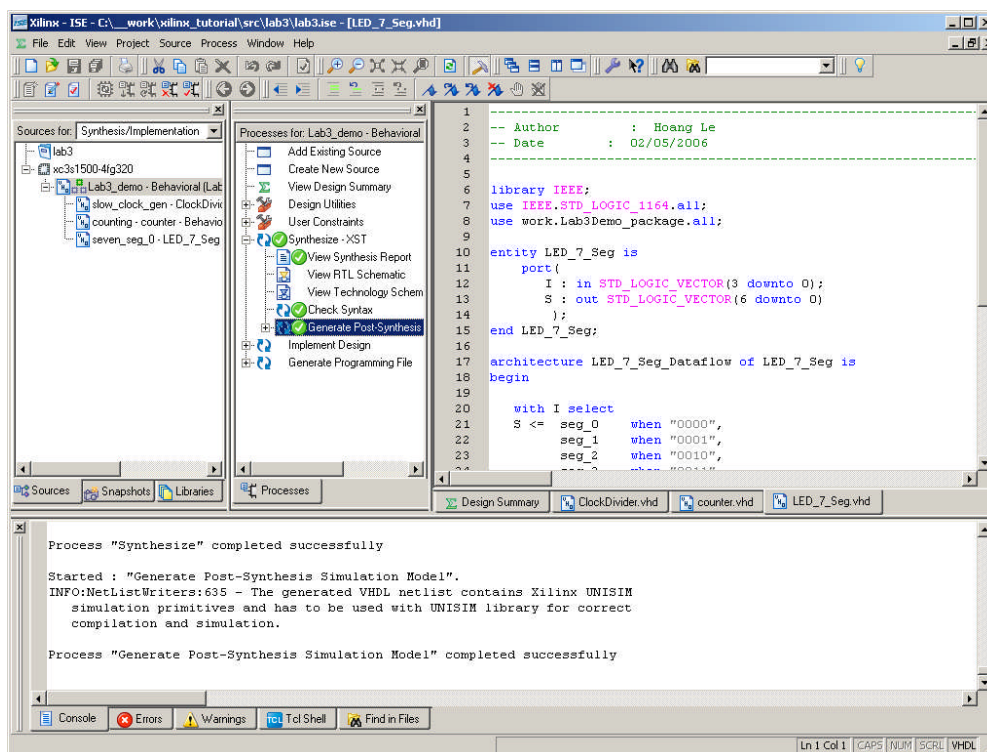 Xilinx - ISE - C:\__work\xilinx_tutorial\src\lab3\lab3.ise - [LED_7_Seg.vhd]
File Edit View Project Source Process Window Help
Sources for: Synthesis/Implementation
lab3
xc3s1500-4fg320
Lab3_demo - Behavioral (Lab
slow_clock_gen - ClockDivic
counting - counter - Behavio
seven_seg_0 - LED_7_Seg
Sources
Snapshots
Libraries
Processes for: Lab3_demo - Behavioral
Add Existing Source
Create New Source
View Design Summary
Design Utilities
User Constraints
Synthesize - XST
View Synthesis Report
View RTL Schematic
View Technology Schem
Check Syntax
Generate Post-Synthesis
Implement Design
Generate Programming File
Processes
1 --------------------------------------------------------------
2 -- Author : Hoang Le
3 -- Date : 02/05/2006
4 --------------------------------------------------------------
5
6 library IEEE;
7 use IEEE.STD_LOGIC_1164.all;
8 use work.Lab3Demo_package.all;
9
10 entity LED_7_Seg is
11 port(
12 I : in STD_LOGIC_VECTOR(3 downto 0);
13 S : out STD_LOGIC_VECTOR(6 downto 0)
14 );
15 end LED_7_Seg;
16
17 architecture LED_7_Seg_Dataflow of LED_7_Seg is
18 begin
19
20 with I select
21 S <= seg_0 when "0000",
22 seg_1 when "0001",
23 seg_2 when "0010",
Design Summary
ClockDivider.vhd
counter.vhd
LED_7_Seg.vhd
Process "Synthesize" completed successfully
Started : "Generate Post-Synthesis Simulation Model".
INFO:NetListWriters:635 - The generated VHDL netlist contains Xilinx UNISIM
simulation primitives and has to be used with UNISIM library for correct
compilation and simulation.
Process "Generate Post-Synthesis Simulation Model" completed successfully
Console
Errors
Warnings
TCL Tcl Shell
Find in Files
Ln 1 Col 1 CAPS NUM SCRL VHDL